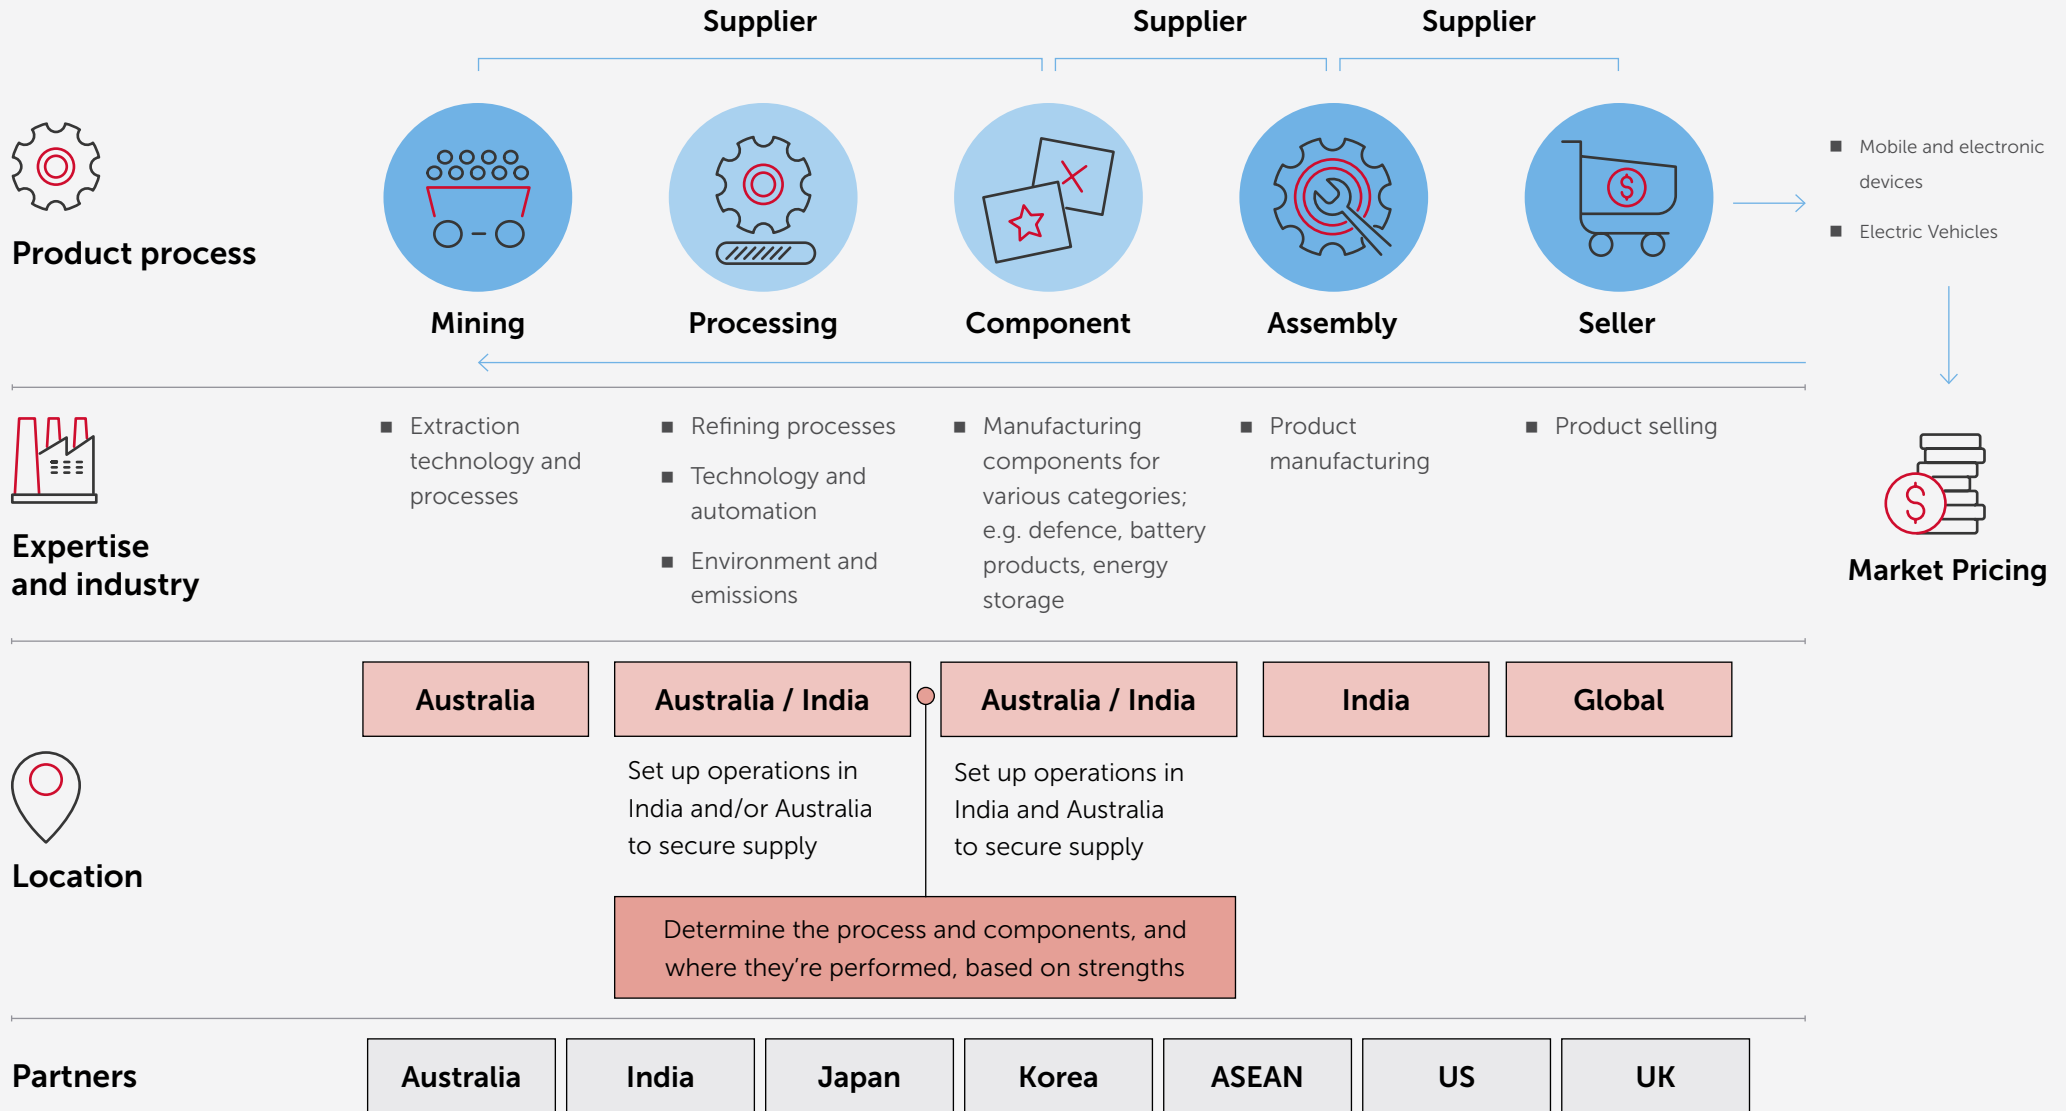 Supplier
Supplier
Supplier
Product process
Mining
Processing
Component
Assembly
Seller
Mobile and electronic
devices
Electric Vehicles
Expertise
and industry
Extraction
technology and
processes
Refining processes
Technology and
automation
Environment and
emissions
Manufacturing
components for
various categories;
e.g. defence, battery
products, energy
storage
Product
manufacturing
Product selling
Market Pricing
Location
Australia
Australia / India
Australia / India
India
Global
Set up operations in
India and/or Australia
to secure supply
Set up operations in
India and Australia
to secure supply
Determine the process and components, and
where they’re performed, based on strengths
Partners
Australia
India
Japan
Korea
ASEAN
US
UK